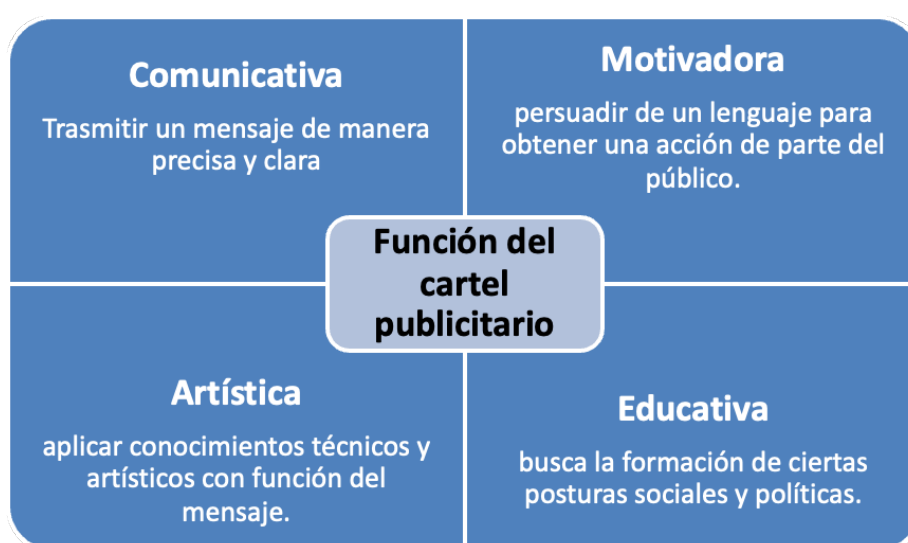 Comunicativa
Trasmitir un mensaje de manera
precisa y clara
Motivadora
persuadir de un lenguaje para
obtener una acción de parte del
público.
Función del
cartel
publicitario
Artística
aplicar conocimientos técnicos y
artísticos con función del
mensaje.
Educativa
busca la formación de ciertas
posturas sociales y políticas.